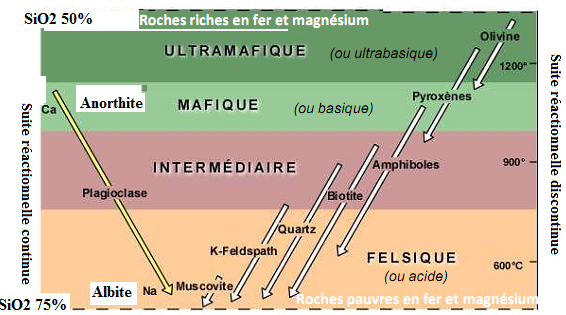 SiO2 50%
Roches riches en fer et magnésium
Olivine
ULTRAMAFIQUE (ou ultrabasique)
1200°
Anorthite
Pyroxènes
Ca
MAFIQUE (ou basique)
Suite réactionnelle continue
Suite réactionnelle discontinue
INTERMÉDIAIRE
Amphiboles
900°
Plagioclase
Biotite
Quartz
K-Feldspath
FELSIQUE
(ou acide)
600°C
Albite
Na
Muscovite
Roches pauvres en fer et magnésium
SiO2 75%